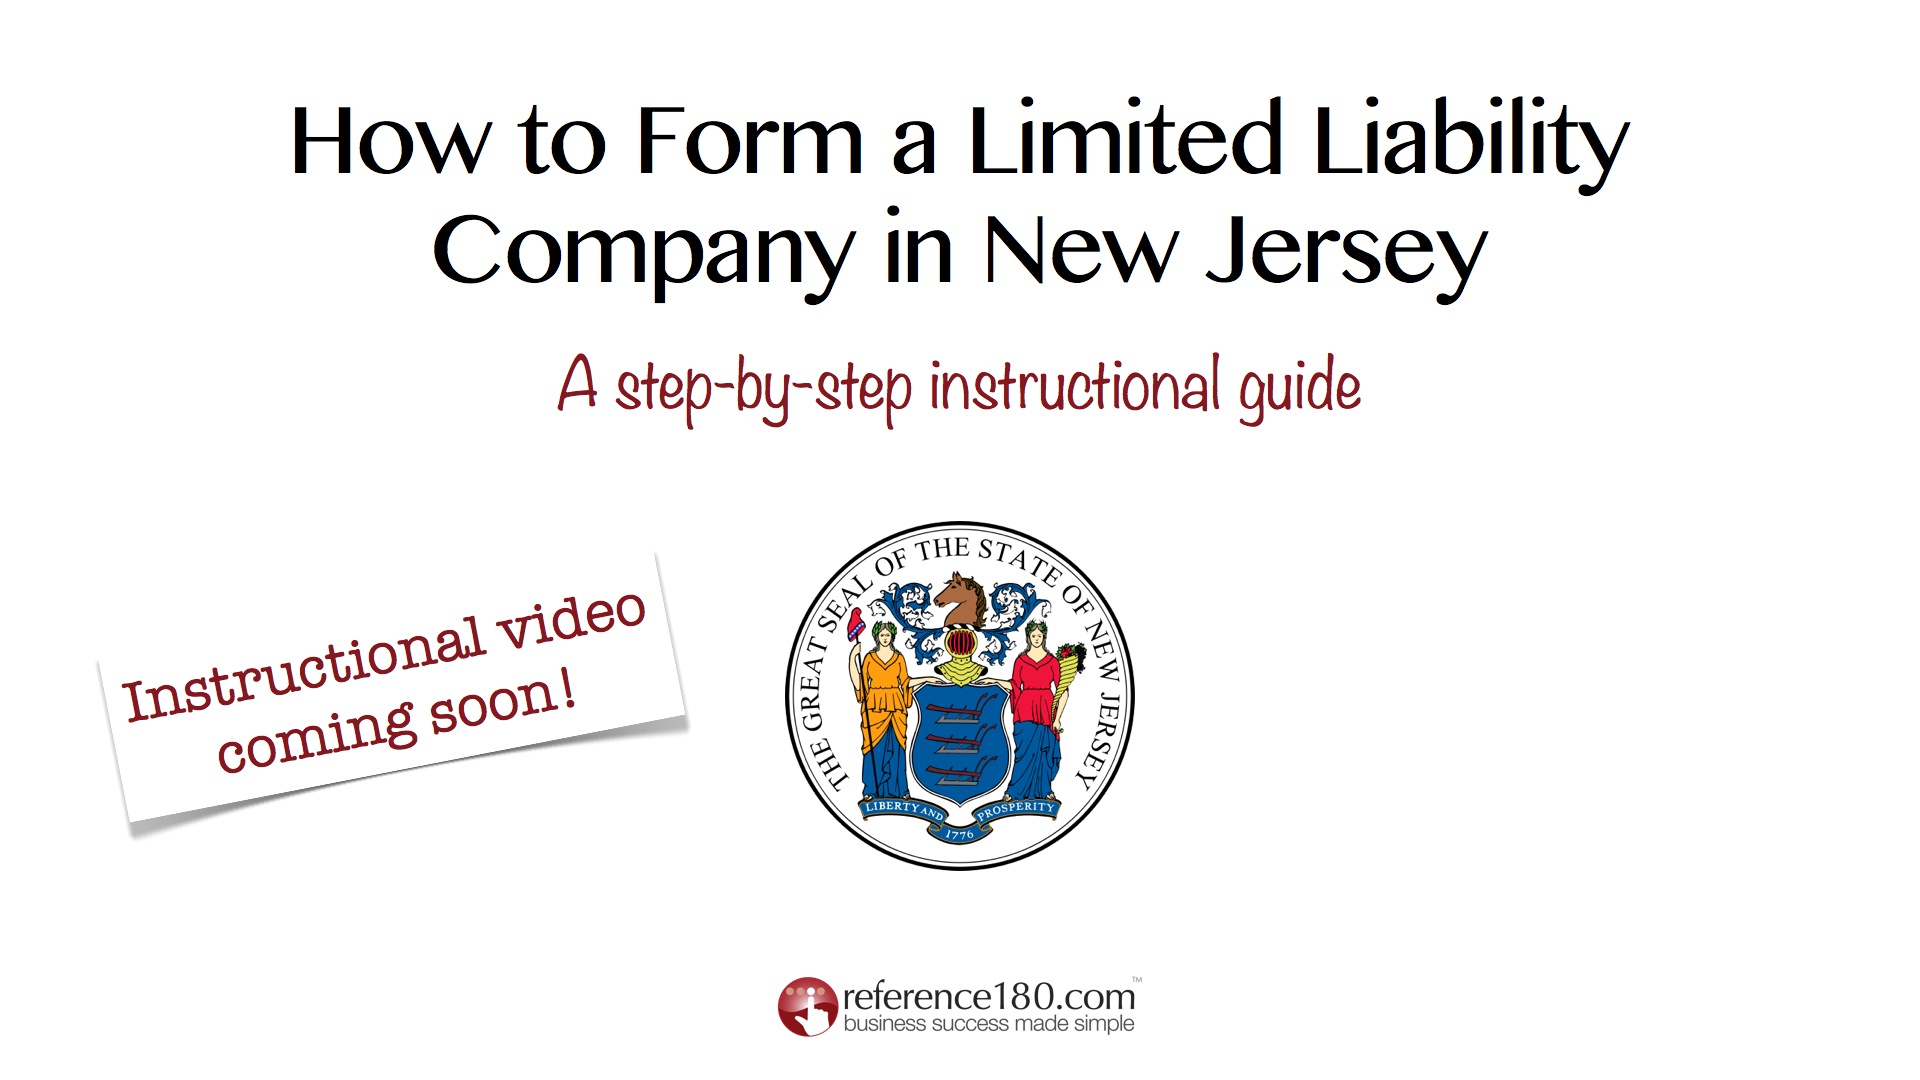 How to Form a Limited Liability
Company in New Jersey
A step-by-step instructional guide
Instructional video
coming soon!
THE GREAT SEAL OF THE STATE OF NEW JERSEY
LIBERTY AND PROSPERITY
1776
reference180.com™
business success made simple